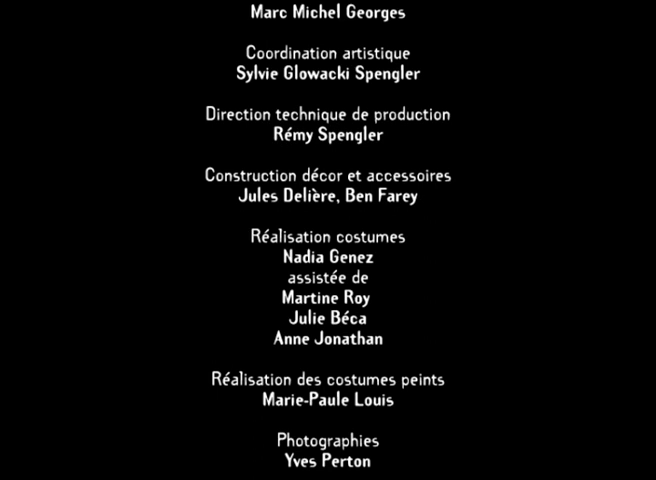 Marc Michel Georges
Coordination artistique
Sylvie Glowacki Spengler
Direction technique de production
Rémy Spengler
Construction décor et accessoires
Jules Delière, Ben Farey
Réalisation costumes
Nadia Genez
assistée de
Martine Roy
Julie Béca
Anne Jonathan
Réalisation des costumes peints
Marie-Paule Louis
Photographies
Yves Perton